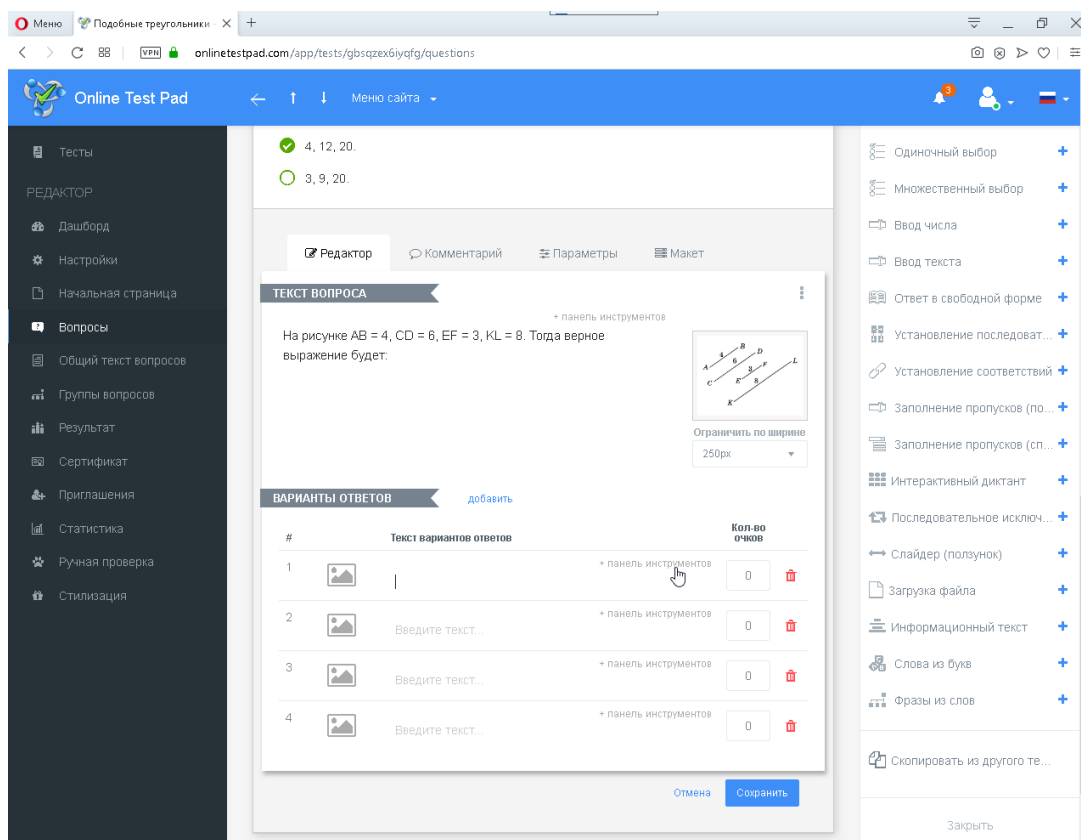 Меню
Подобные треугольники
VPN
onlinetestpad.com/app/tests/gbsqzex6iyqfg/questions
Online Test Pad
Меню сайта
3
Тесты
РЕДАКТОР
Дашборд
Настройки
Начальная страница
Вопросы
Общий текст вопросов
Группы вопросов
Результат
Сертификат
Приглашения
Статистика
Ручная проверка
Стилизация
4, 12, 20.
3, 9, 20.
Редактор
Комментарий
Параметры
Макет
ТЕКСТ ВОПРОСА
+ панель инструментов
На рисунке AB = 4, CD = 6, EF = 3, KL = 8. Тогда верное
выражение будет:
A 4 B
C 6 D
E 3 F
K 8 L
Ограничить по ширине
250px
ВАРИАНТЫ ОТВЕТОВ
добавить
# Текст вариантов ответов Кол-во
очков
1 + панель инструментов 0
2 Введите текст... + панель инструментов 0
3 Введите текст... + панель инструментов 0
4 Введите текст... + панель инструментов 0
Отмена
Сохранить
Одиночный выбор +
Множественный выбор +
Ввод числа +
Ввод текста +
Ответ в свободной форме +
Установление последоват... +
Установление соответствий +
Заполнение пропусков (по... +
Заполнение пропусков (сп... +
Интерактивный диктант +
Последовательное исключ... +
Слайдер (ползунок) +
Загрузка файла +
Информационный текст +
Слова из букв +
Фразы из слов +
Скопировать из другого те...
Закрыть